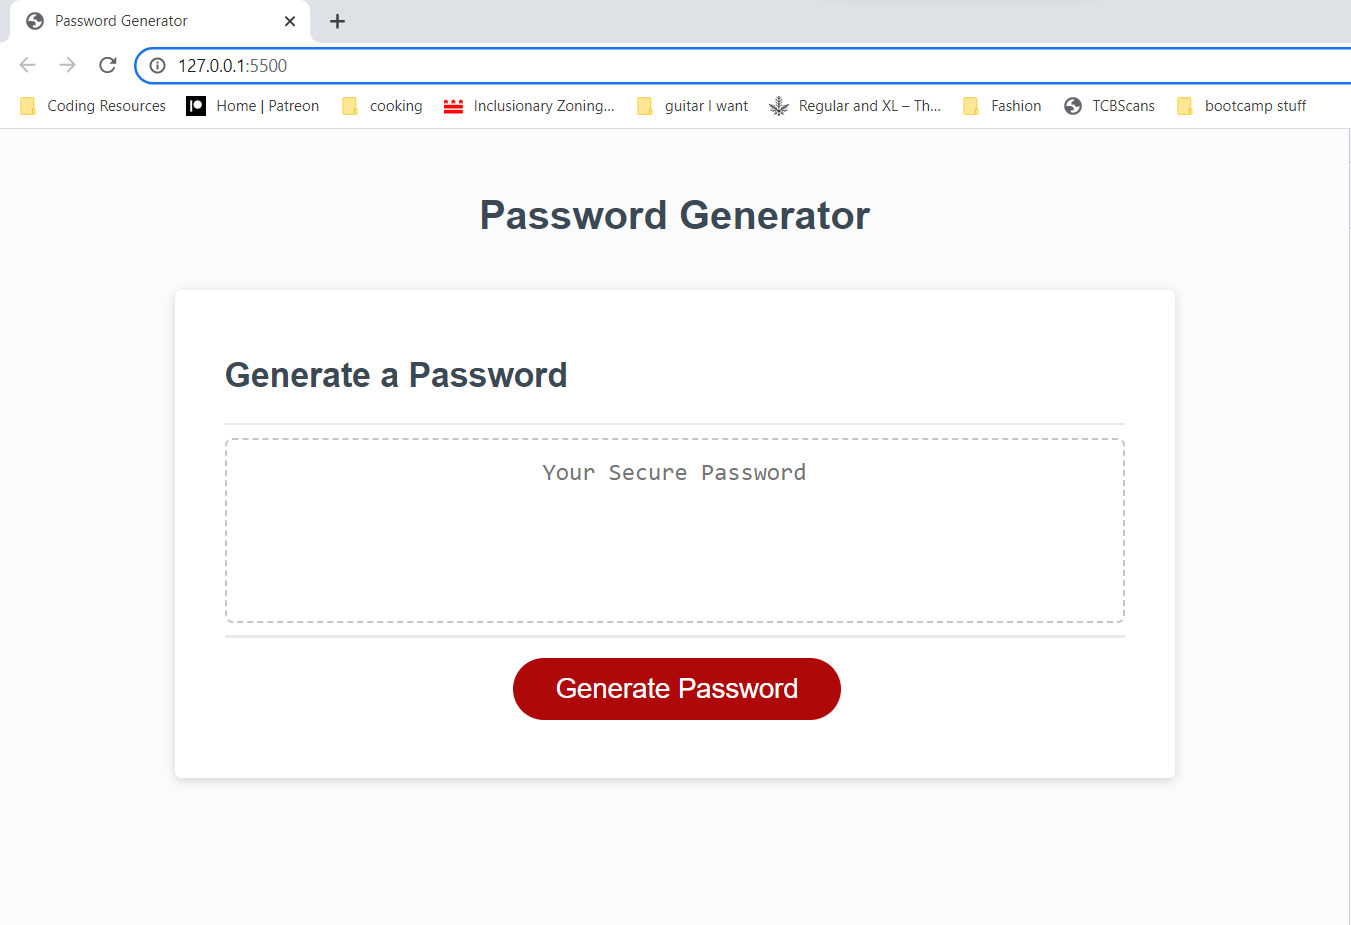 Password Generator
127.0.0.1:5500
Coding Resources Home | Patreon cooking Inclusionary Zoning... guitar I want Regular and XL – Th... Fashion TCBScans bootcamp stuff
Password Generator
Generate a Password
Your Secure Password
Generate Password